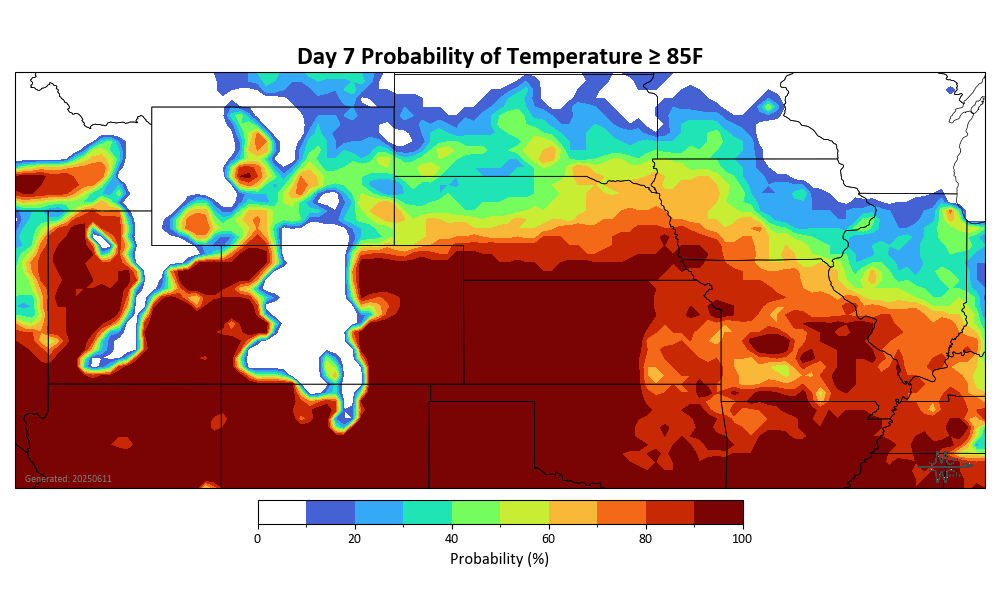 Day 7 Probability of Temperature ≥ 85F
Generated: 20250611
0 20 40 60 80 100
Probability (%)